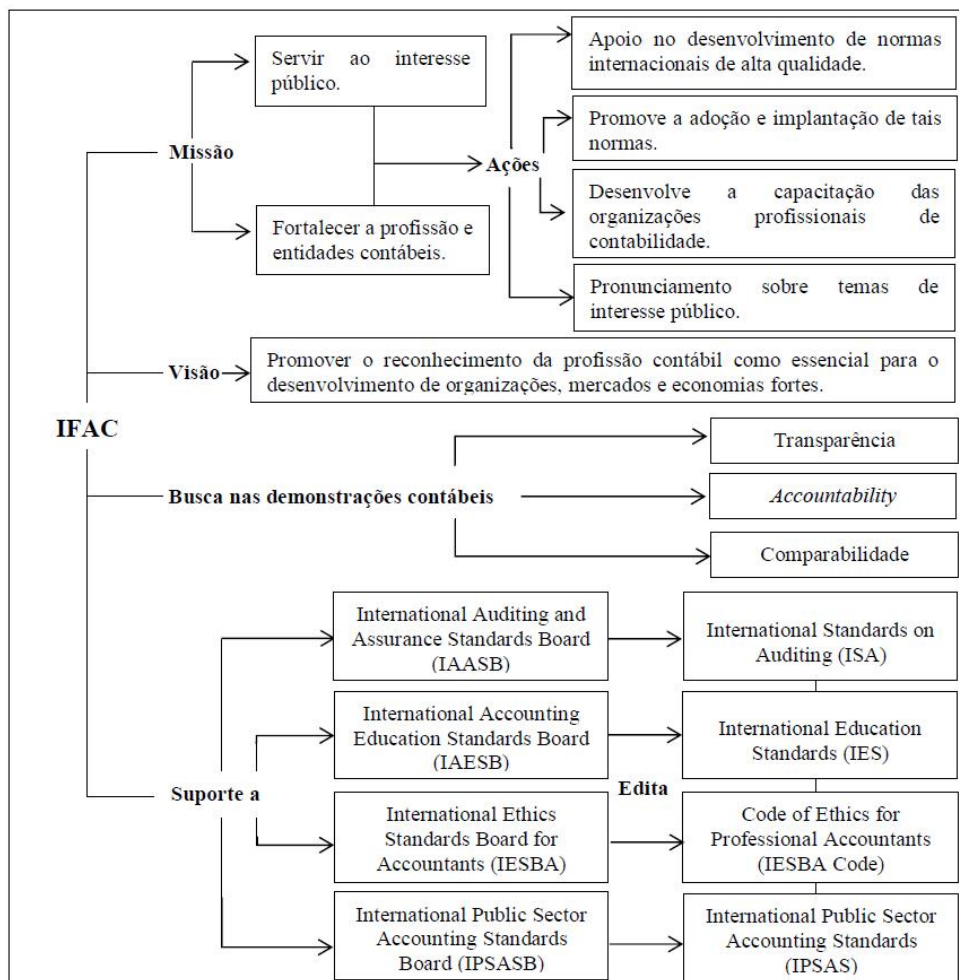 Servir ao interesse
público.
Missão
Fortalecer a profissão e
entidades contábeis.
Ações
Apoio no desenvolvimento de normas
internacionais de alta qualidade.
Promove a adoção e implantação de tais
normas.
Desenvolve a capacitação das
organizações profissionais de
contabilidade.
Pronunciamento sobre temas de
interesse público.
Visão
Promover o reconhecimento da profissão contábil como essencial para o
desenvolvimento de organizações, mercados e economias fortes.
IFAC
Busca nas demonstrações contábeis
Transparência
Accountability
Comparabilidade
Suporte a
International Auditing and
Assurance Standards Board
(IAASB)
International Standards on
Auditing (ISA)
International Accounting
Education Standards Board
(IAESB)
International Education
Standards (IES)
Edita
International Ethics
Standards Board for
Accountants (IESBA)
Code of Ethics for
Professional Accountants
(IESBA Code)
International Public Sector
Accounting Standards
Board (IPSASB)
International Public Sector
Accounting Standards
(IPSAS)